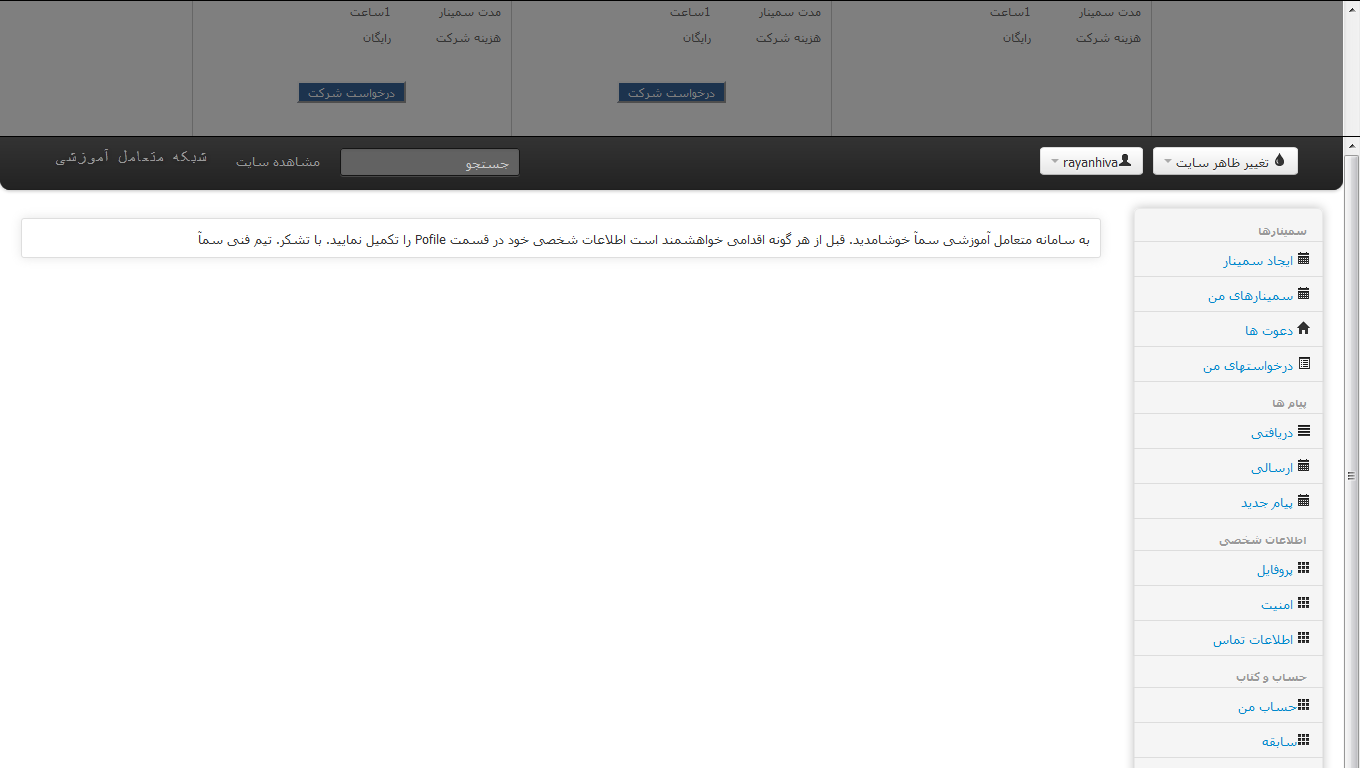 مدت سمینار 1ساعت مدت سمینار 1ساعت مدت سمینار 1ساعت
هزینه شرکت رایگان هزینه شرکت رایگان هزینه شرکت رایگان
درخواست شرکت درخواست شرکت
تغییر ظاهر سایت rayanhiva جستجو مشاهده سایت شبکه متعامل آموزشی
به سامانه متعامل آموزشی سمآ خوشامدید. قبل از هر گونه اقدامی خواهشمند است اطلاعات شخصی خود در قسمت Pofile را تکمیل نمایید. با تشکر. تیم فنی سمآ
سمینارها
ایجاد سمینار
سمینارهای من
دعوت ها
درخواستهای من
پیام ها
دریافتی
ارسالی
پیام جدید
اطلاعات شخصی
پروفایل
امنیت
اطلاعات تماس
حساب و کتاب
حساب من
سابقه